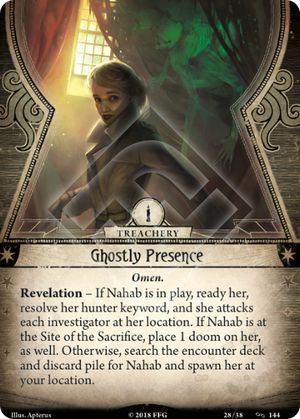 TREACHERY
Ghostly Presence
Omen.
Revelation – If Nahab is in play, ready her,
resolve her hunter keyword, and she attacks
each investigator at her location. If Nahab is at
the Site of the Sacrifice, place 1 doom on her,
as well. Otherwise, search the encounter deck
and discard pile for Nahab and spawn her at
your location.
Illus. Apterus © 2018 FFG 28/38 144